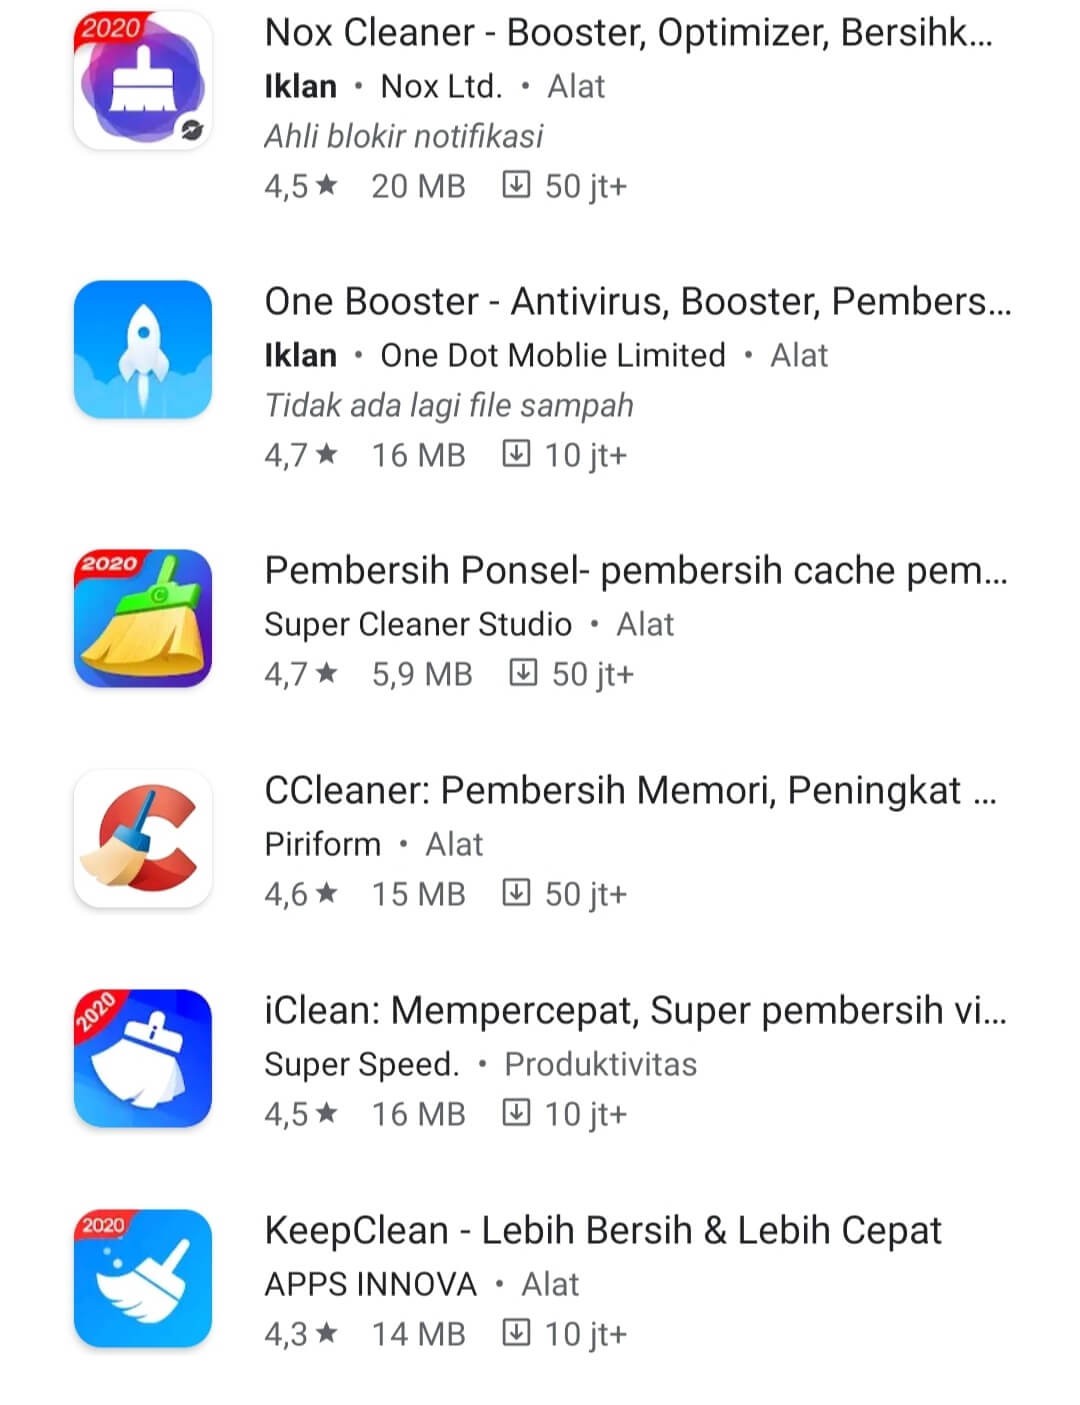 2020
Nox Cleaner - Booster, Optimizer, Bersihk...
Iklan • Nox Ltd. • Alat
Ahli blokir notifikasi
4,5★ 20 MB 50 jt+
One Booster - Antivirus, Booster, Pembers...
Iklan • One Dot Moblie Limited • Alat
Tidak ada lagi file sampah
4,7★ 16 MB 10 jt+
2020
C
Pembersih Ponsel- pembersih cache pem...
Super Cleaner Studio • Alat
4,7★ 5,9 MB 50 jt+
CCleaner: Pembersih Memori, Peningkat ...
Piriform • Alat
4,6★ 15 MB 50 jt+
2020
iClean: Mempercepat, Super pembersih vi...
Super Speed. • Produktivitas
4,5★ 16 MB 10 jt+
2020
KeepClean - Lebih Bersih & Lebih Cepat
APPS INNOVA • Alat
4,3★ 14 MB 10 jt+